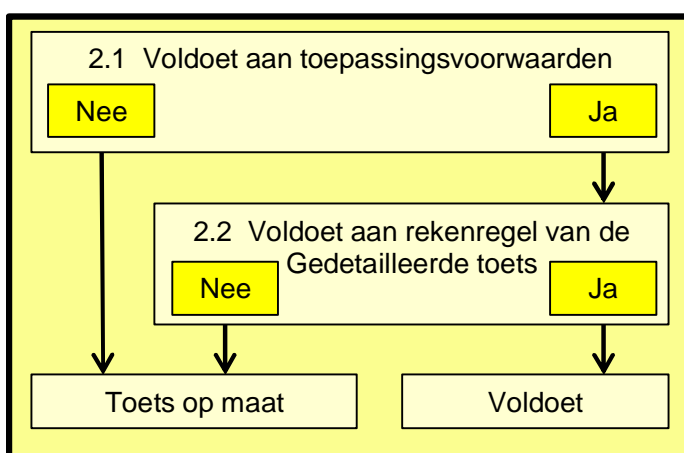 2.1 Voldoet aan toepassingsvoorwaarden
Nee
Ja
2.2 Voldoet aan rekenregel van de
Gedetailleerde toets
Nee
Ja
Toets op maat
Voldoet